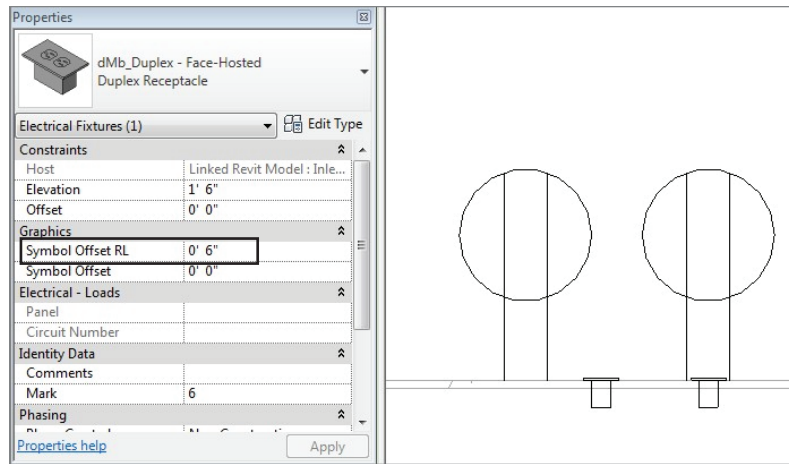 Properties
dMb_Duplex - Face-Hosted
Duplex Receptacle
Electrical Fixtures (1) Edit Type
Constraints
Host Linked Revit Model : Inle...
Elevation 1' 6"
Offset 0' 0"
Graphics
Symbol Offset RL 0' 6"
Symbol Offset 0' 0"
Electrical - Loads
Panel
Circuit Number
Identity Data
Comments
Mark 6
Phasing
Properties help Apply